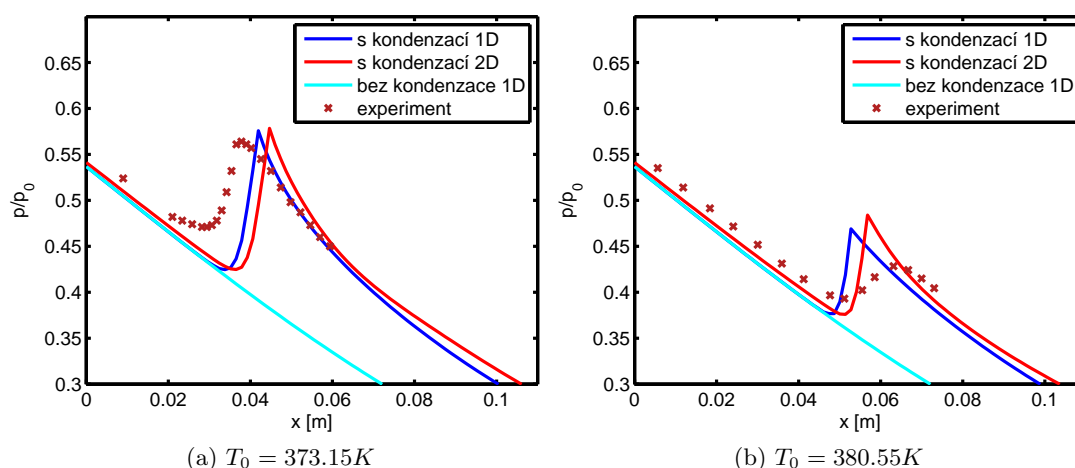 s kondenzací 1D
s kondenzací 2D
bez kondenzace 1D
experiment
0.65
0.6
0.55
0.5
0.45
0.4
0.35
0.3
p/p0
0 0.02 0.04 0.06 0.08 0.1
x [m]
(a) T0 = 373.15K
s kondenzací 1D
s kondenzací 2D
bez kondenzace 1D
experiment
0.65
0.6
0.55
0.5
0.45
0.4
0.35
0.3
p/p0
0 0.02 0.04 0.06 0.08 0.1
x [m]
(b) T0 = 380.55K